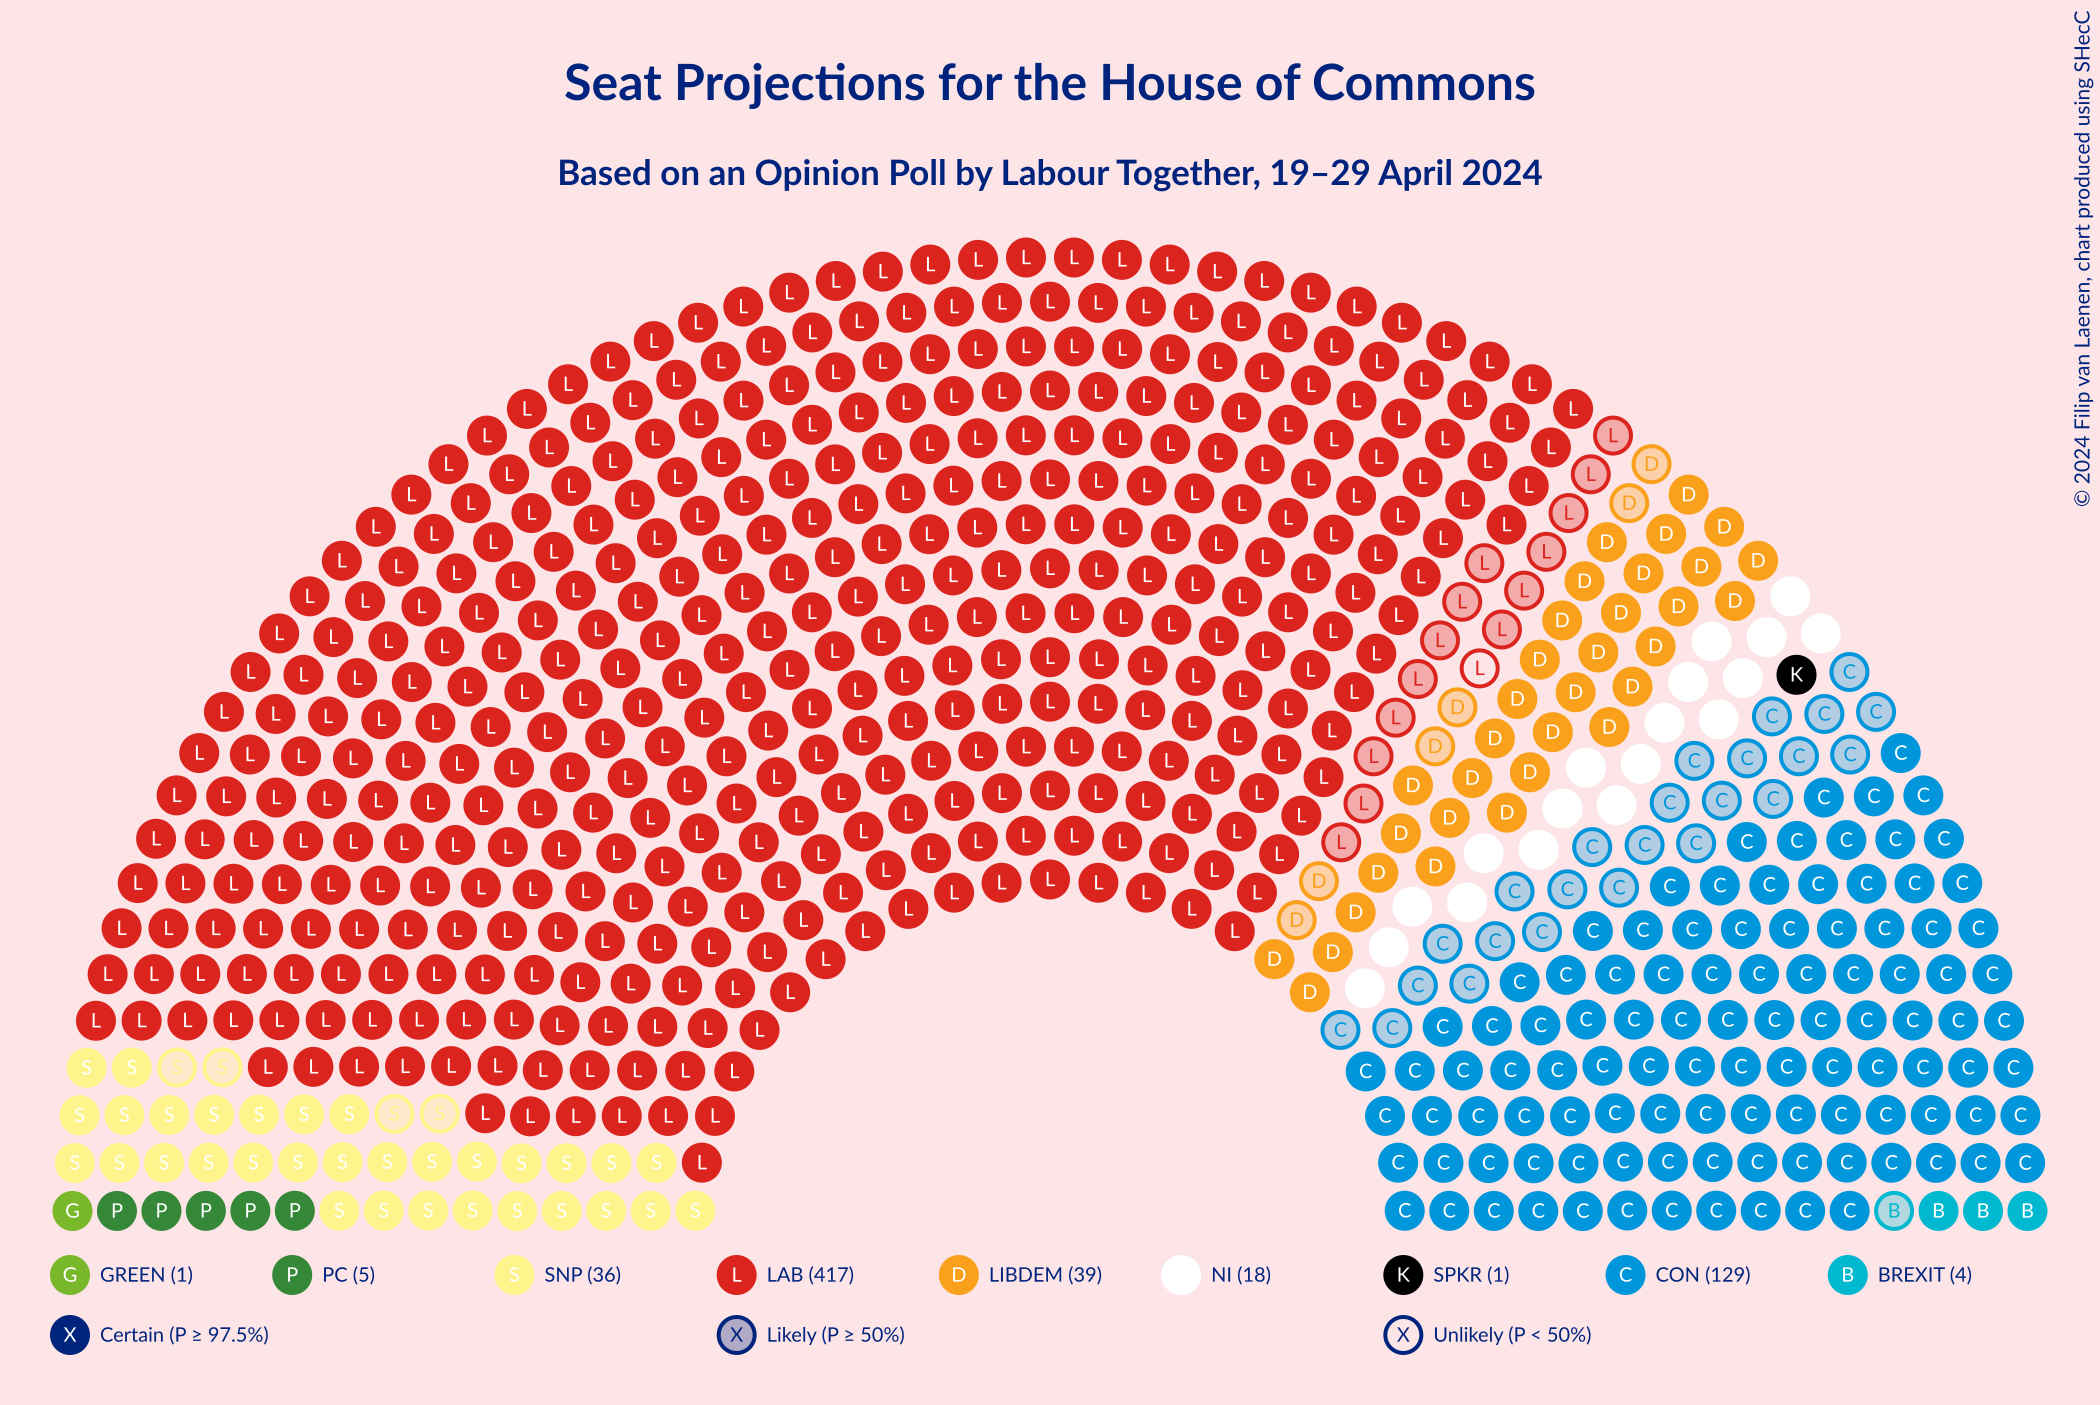 Seat Projections for the House of Commons
Based on an Opinion Poll by Labour Together, 19–29 April 2024
© 2024 Filip van Laenen, chart produced using SHecC
G GREEN (1) P PC (5) S SNP (36) L LAB (417) D LIBDEM (39) NI (18) K SPKR (1) C CON (129) B BREXIT (4)
X Certain (P ≥ 97.5%) X Likely (P ≥ 50%) X Unlikely (P < 50%)